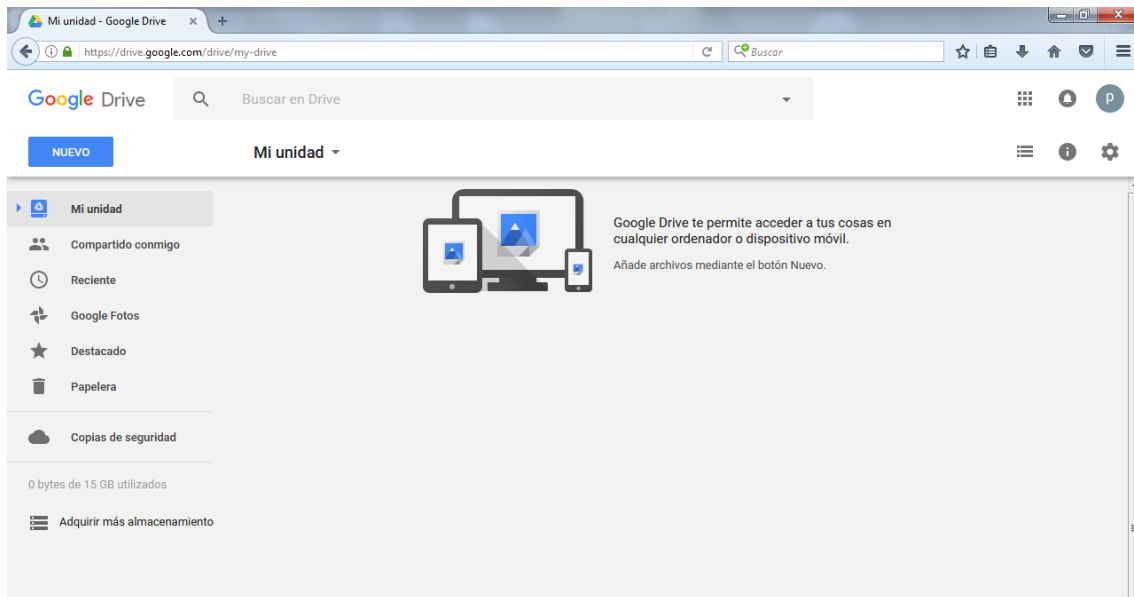 Mi unidad - Google Drive
https://drive.google.com/drive/my-drive
Buscar
Google Drive
Buscar en Drive
P
NUEVO
Mi unidad
Mi unidad
Compartido conmigo
Reciente
Google Fotos
Destacado
Papelera
Copias de seguridad
0 bytes de 15 GB utilizados
Adquirir más almacenamiento
Google Drive te permite acceder a tus cosas en
cualquier ordenador o dispositivo móvil.
Añade archivos mediante el botón Nuevo.